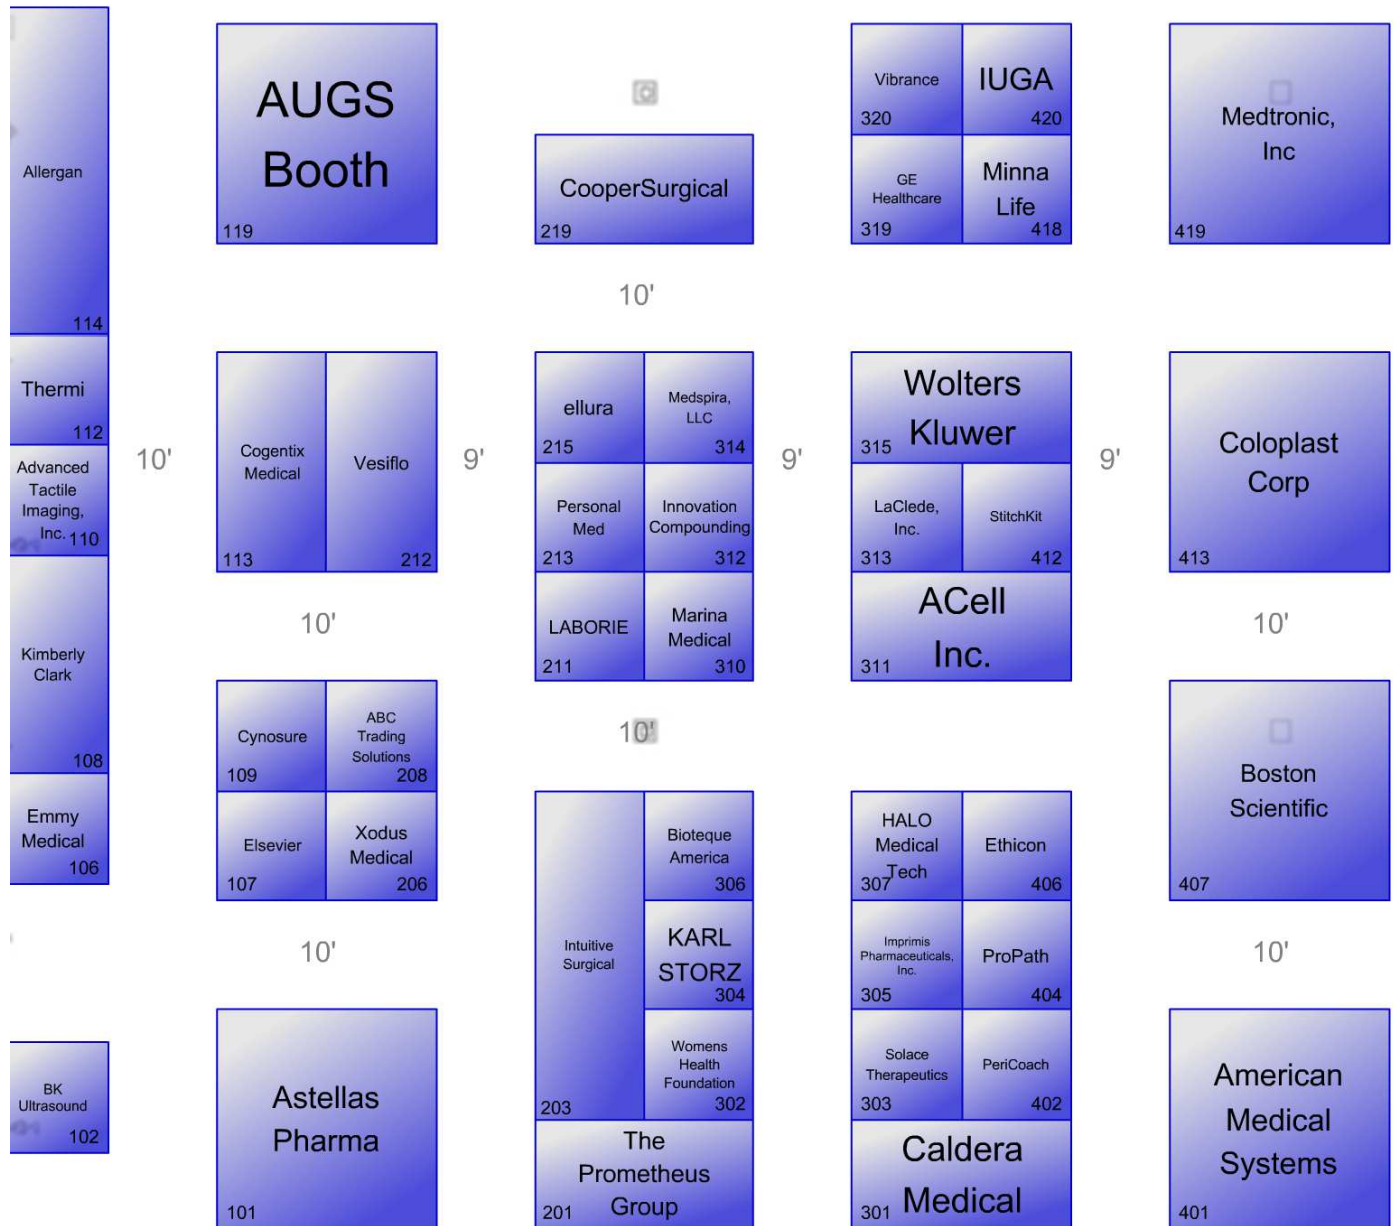 Allergan
114
Thermi
112
Advanced
Tactile
Imaging,
Inc. 110
Kimberly
Clark
108
Emmy
Medical
106
BK
Ultrasound
102
10'
AUGS
Booth
119
Cogentix
Medical
113
Vesiflo
212
10'
Cynosure
109
ABC
Trading
Solutions
208
Elsevier
107
Xodus
Medical
206
10'
Astellas
Pharma
101
9'
CooperSurgical
219
10'
ellura
215
Medspira,
LLC
314
Personal
Med
213
Innovation
Compounding
312
LABORIE
211
Marina
Medical
310
10'
Intuitive
Surgical
203
Bioteque
America
306
KARL
STORZ
304
Womens
Health
Foundation
302
The
Prometheus
Group
201
9'
Vibrance
320
IUGA
420
GE
Healthcare
319
Minna
Life
418
Wolters
Kluwer
315
LaClede,
Inc.
313
StitchKit
412
ACell
Inc.
311
HALO
Medical
Tech
307
Ethicon
406
Imprimis
Pharmaceuticals,
Inc.
305
ProPath
404
Solace
Therapeutics
303
PeriCoach
402
Caldera
Medical
301
9'
Medtronic,
Inc
419
Coloplast
Corp
413
10'
Boston
Scientific
407
10'
American
Medical
Systems
401